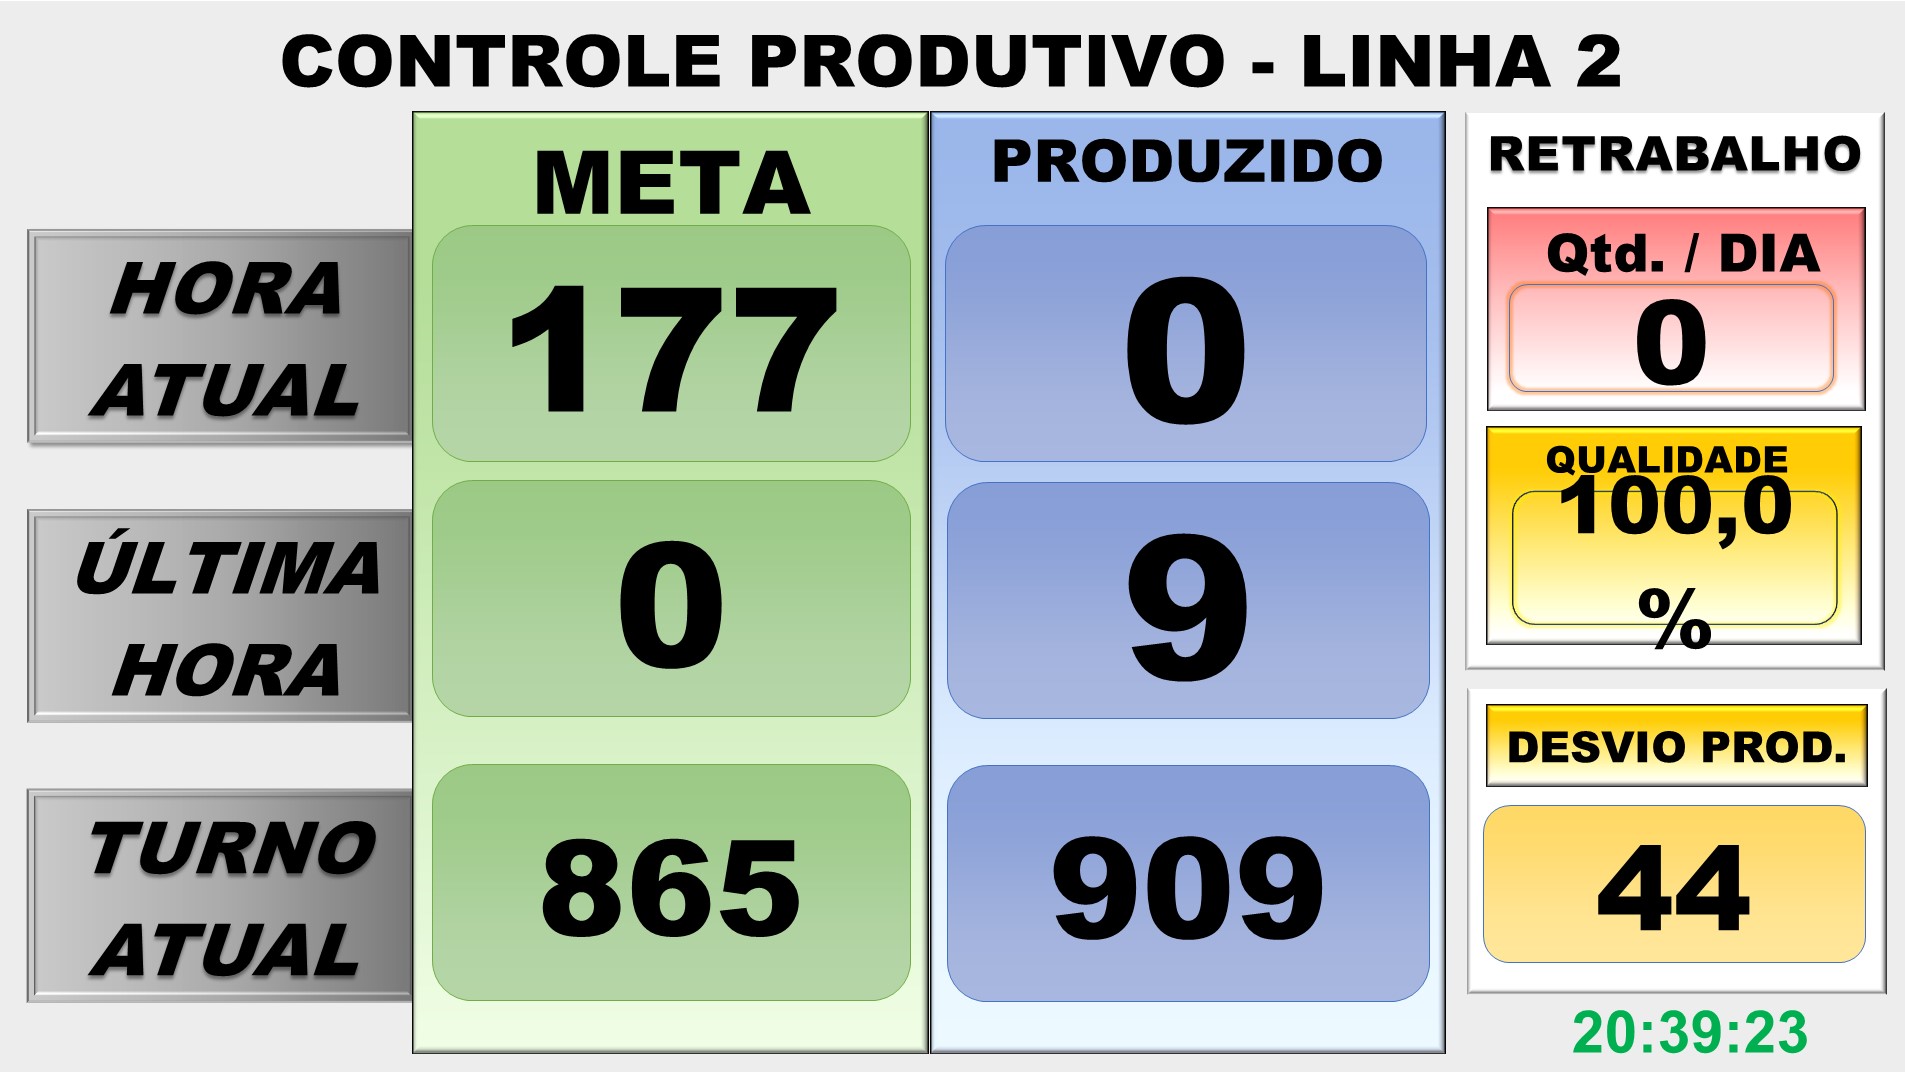 CONTROLE PRODUTIVO - LINHA 2
META
PRODUZIDO
HORA
ATUAL
177
0
ÚLTIMA
HORA
0
9
TURNO
ATUAL
865
909
RETRABALHO
Qtd. / DIA
0
QUALIDADE
100,0
%
DESVIO PROD.
44
20:39:23